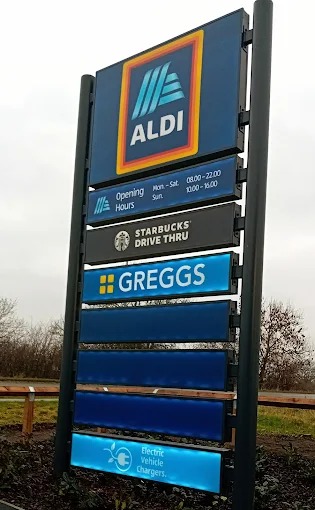 ALDI
Opening Mon. - Sat. 08.00 - 22.00
Hours Sun. 10.00 - 16.00
STARBUCKS
DRIVE THRU
GREGGS
Electric
Vehicle
Chargers.